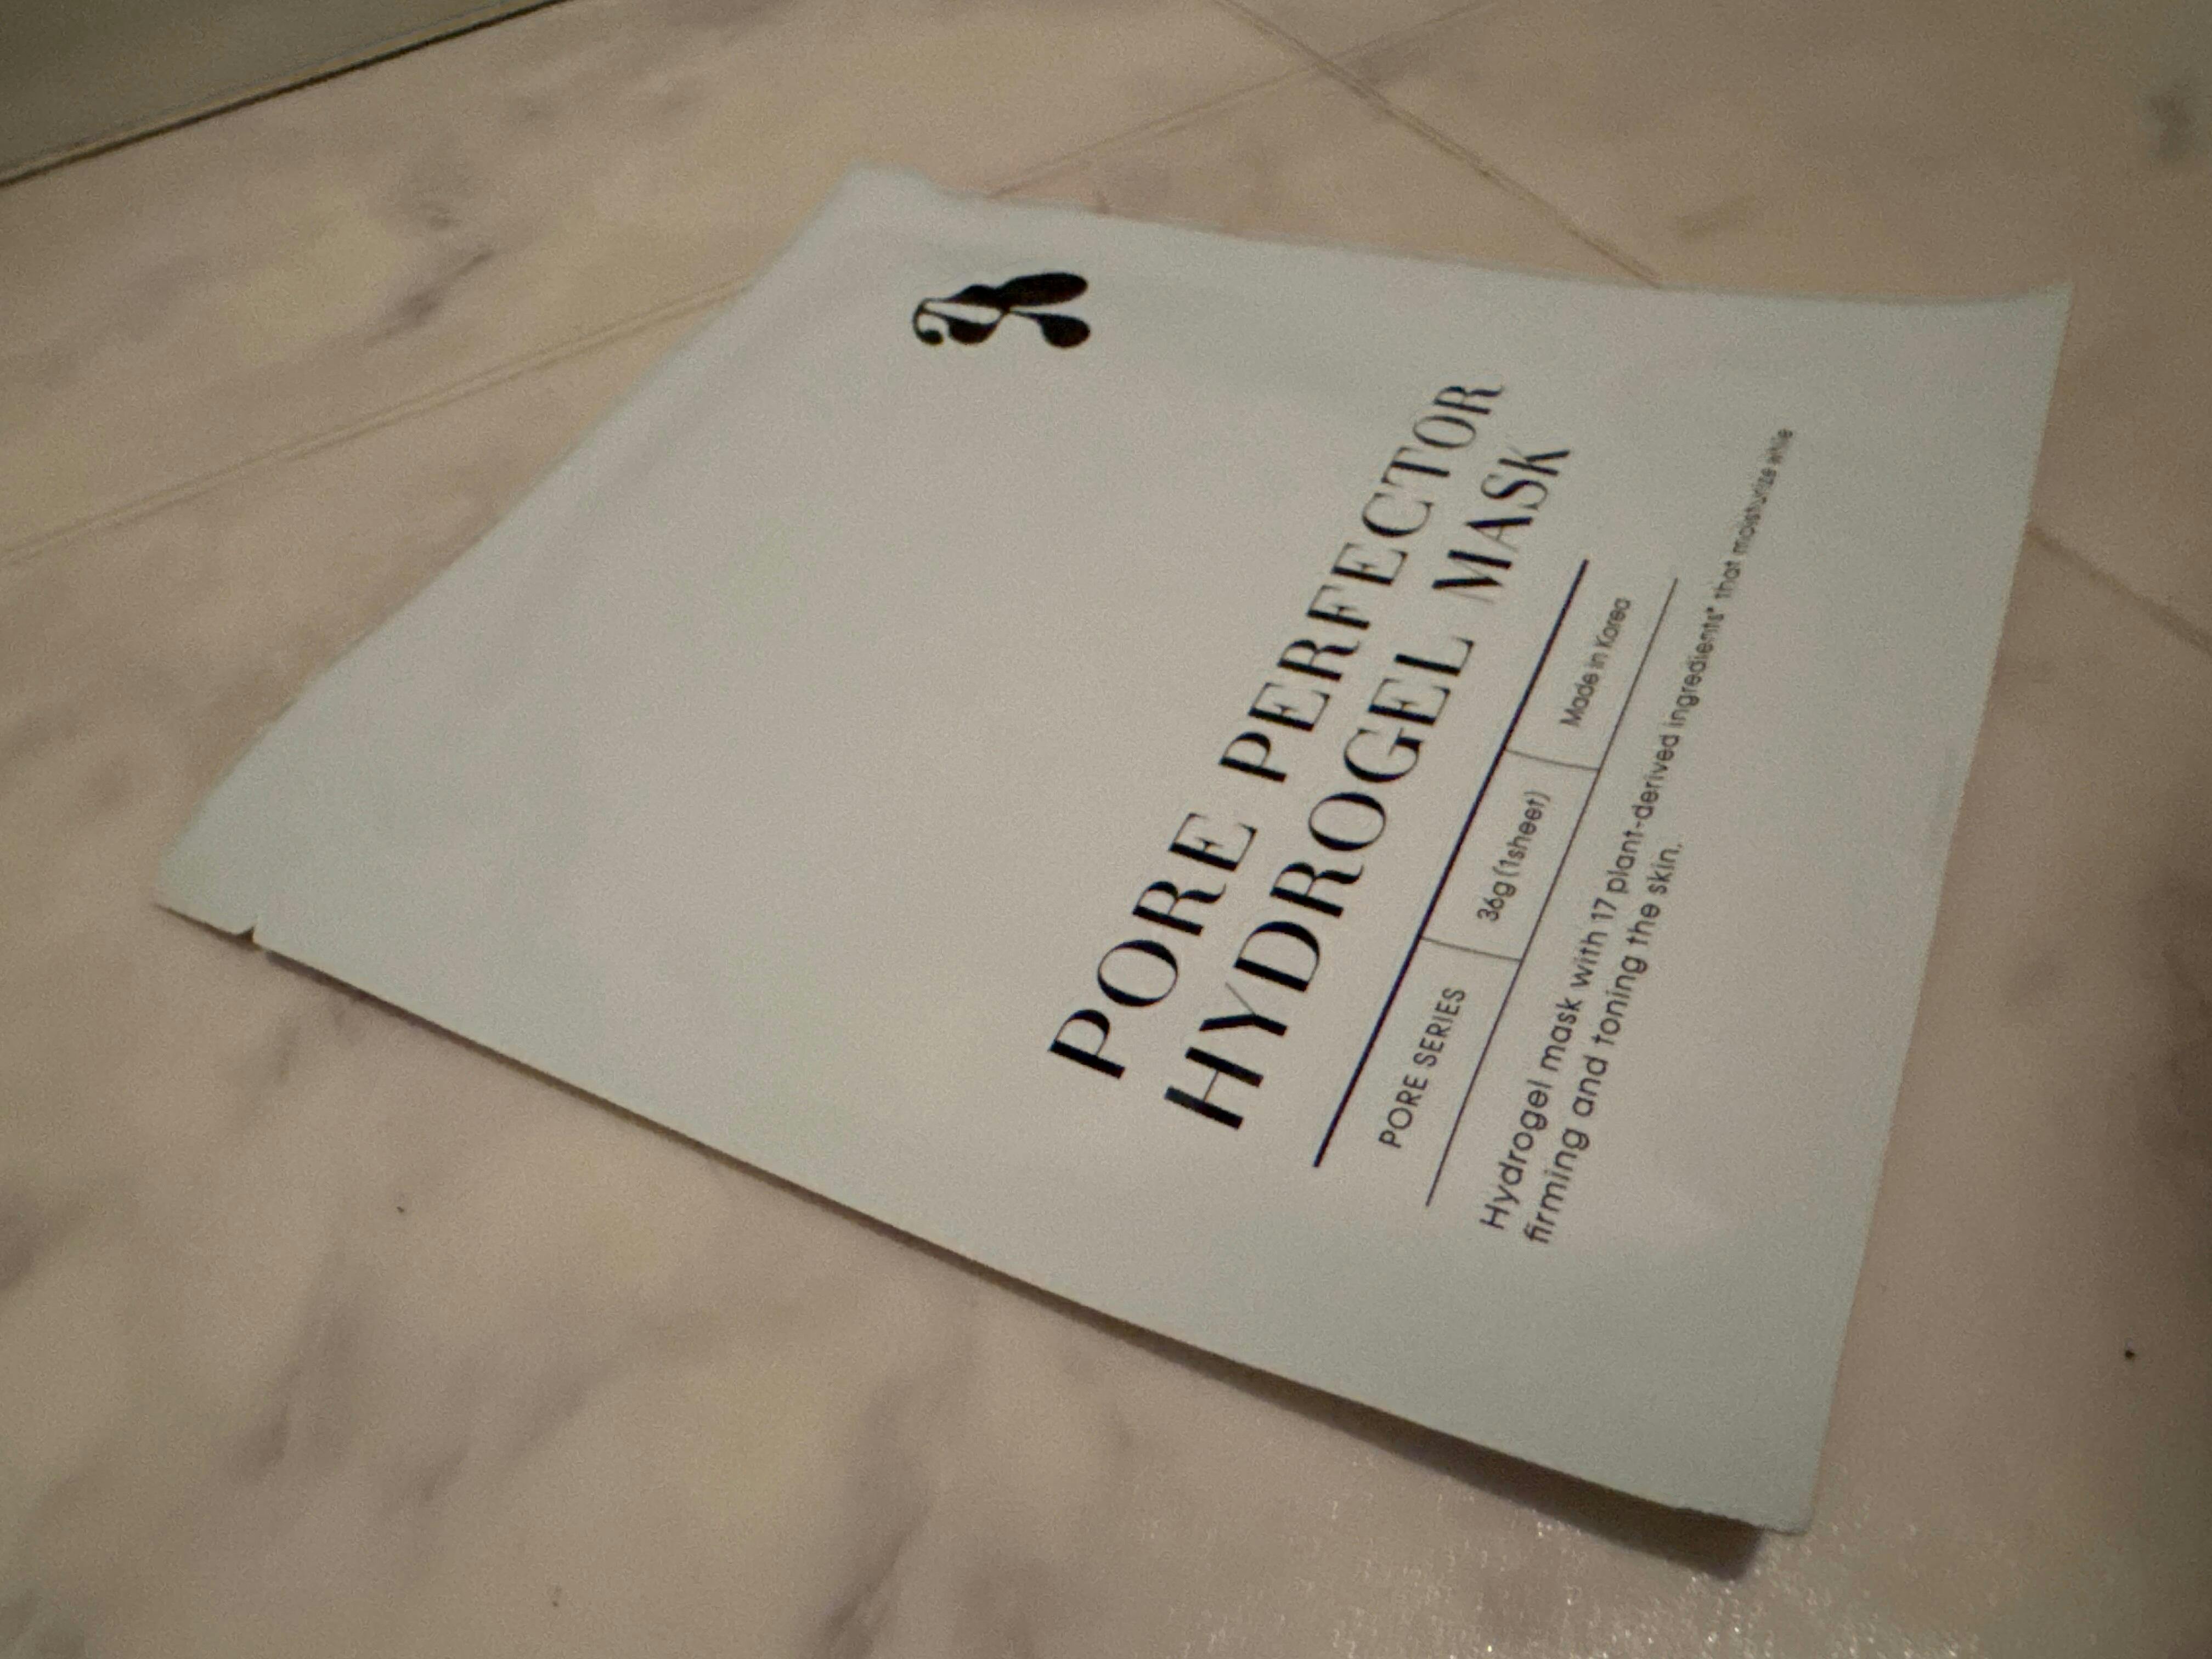 PORE PERFECTOR
HYDROGEL MASK
PORE SERIES
36g (1sheet)
Made in Korea
Hydrogel mask with 17 plant-derived ingredients* that moisturize while
firming and toning the skin.